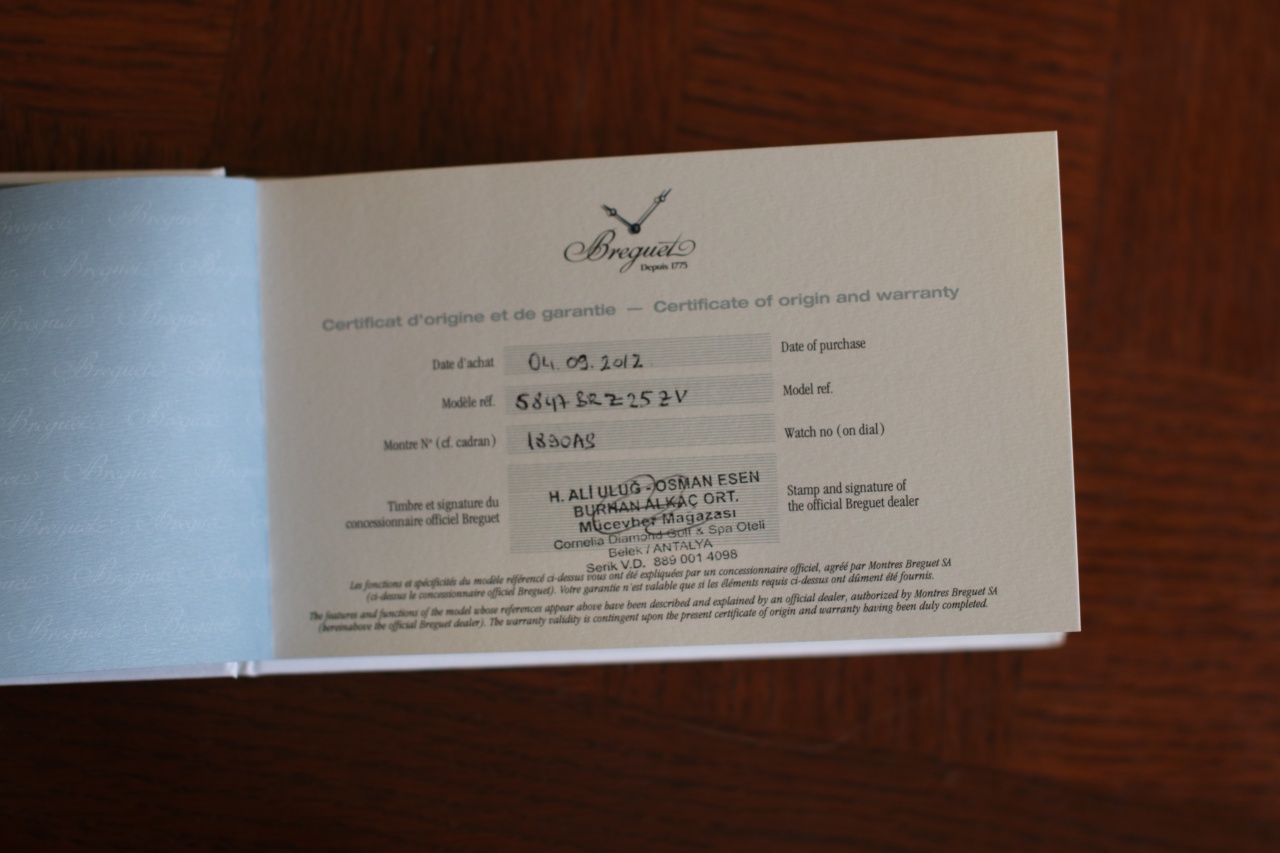 Breguet
Depuis 1775
Certificat d'origine et de garantie — Certificate of origin and warranty
Date d'achat 04.09.2012 Date of purchase
Modèle réf. 5847 BR Z2 5ZV Model ref.
Montre N° (cf. cadran) 1890AS Watch no (on dial)
Timbre et signature du
concessionnaire officiel Breguet
H. ALİ ULUĞ - OSMAN ESEN
BURHAN ALKAÇ ORT.
Mücevher Magazası
Cornelia Diamond Golf & Spa Oteli
Belek / ANTALYA
Serik V.D. 889 001 4098
Stamp and signature of
the official Breguet dealer
Les fonctions et spécificités du modèle référencé ci-dessus vous ont été expliquées par un concessionnaire officiel, agréé par Montres Breguet SA
(ci-dessus le concessionnaire officiel Breguet). Votre garantie n'est valable que si les éléments requis ci-dessus ont dûment été fournis.
The features and functions of the model whose references appear above have been described and explained by an official dealer, authorized by Montres Breguet SA
(hereinabove the official Breguet dealer). The warranty validity is contingent upon the present certificate of origin and warranty having been duly completed.